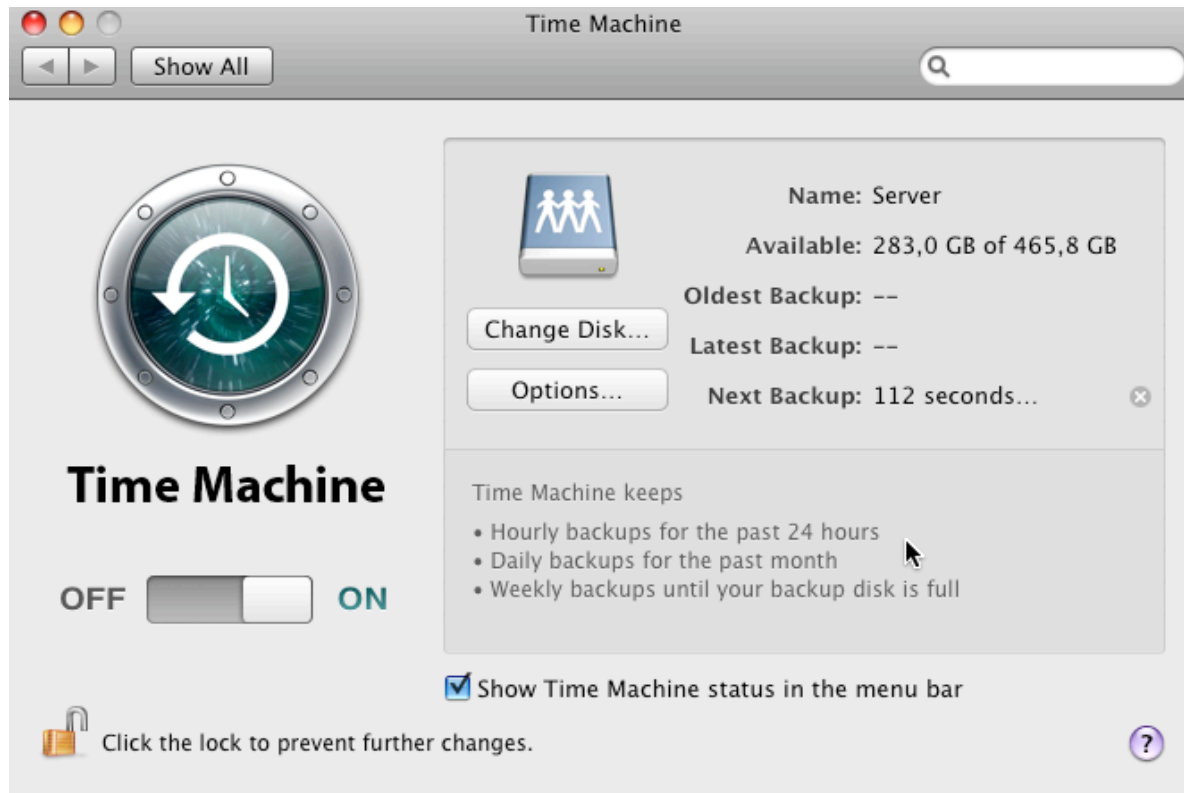 Time Machine
Show All
Name: Server
Available: 283,0 GB of 465,8 GB
Oldest Backup: --
Change Disk...
Latest Backup: --
Options...
Next Backup: 112 seconds...
Time Machine
Time Machine keeps
• Hourly backups for the past 24 hours
• Daily backups for the past month
• Weekly backups until your backup disk is full
OFF ON
Show Time Machine status in the menu bar
Click the lock to prevent further changes.
?